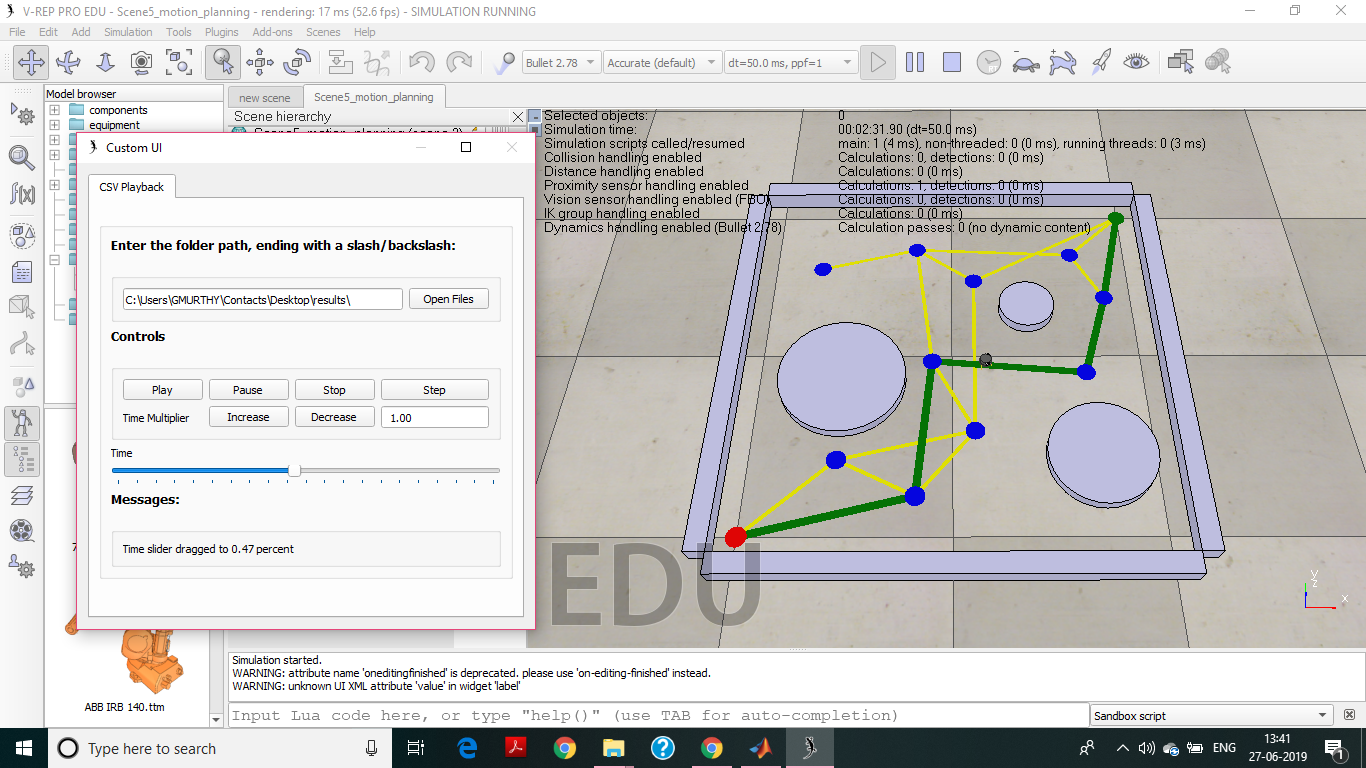 V-REP PRO EDU - Scene5_motion_planning - rendering: 17 ms (52.6 fps) - SIMULATION RUNNING
File Edit Add Simulation Tools Plugins Add-ons Scenes Help
Bullet 2.78 Accurate (default) dt=50.0 ms, ppf=1
Model browser
components
equipment
new scene Scene5_motion_planning
Scene hierarchy
Scene5_motion_planning (scene 2)
Selected objects: 0
Simulation time: 00:02:31.90 (dt=50.0 ms)
Simulation scripts called/resumed main: 1 (4 ms), non-threaded: 0 (0 ms), running threads: 0 (3 ms)
Collision handling enabled Calculations: 0, detections: 0 (0 ms)
Distance handling enabled Calculations: 0 (0 ms)
Proximity sensor handling enabled Calculations: 1, detections: 0 (0 ms)
Vision sensor handling enabled (FBO) Calculations: 0, detections: 0 (0 ms)
IK group handling enabled Calculations: 0 (0 ms)
Dynamics handling enabled (Bullet 2.78) Calculation passes: 0 (no dynamic content)
Custom UI
CSV Playback
Enter the folder path, ending with a slash/backslash:
C:\Users\GMURTHY\Contacts\Desktop\results\ Open Files
Controls
Play Pause Stop Step
Time Multiplier Increase Decrease 1.00
Time
Messages:
Time slider dragged to 0.47 percent
EDU
y
z
x
7
ABB IRB 140.ttm
Simulation started.
WARNING: attribute name 'oneditingfinished' is deprecated. please use 'on-editing-finished' instead.
WARNING: unknown UI XML attribute 'value' in widget 'label'
Input Lua code here, or type "help()" (use TAB for auto-completion) Sandbox script
Type here to search
ENG
13:41
27-06-2019
1